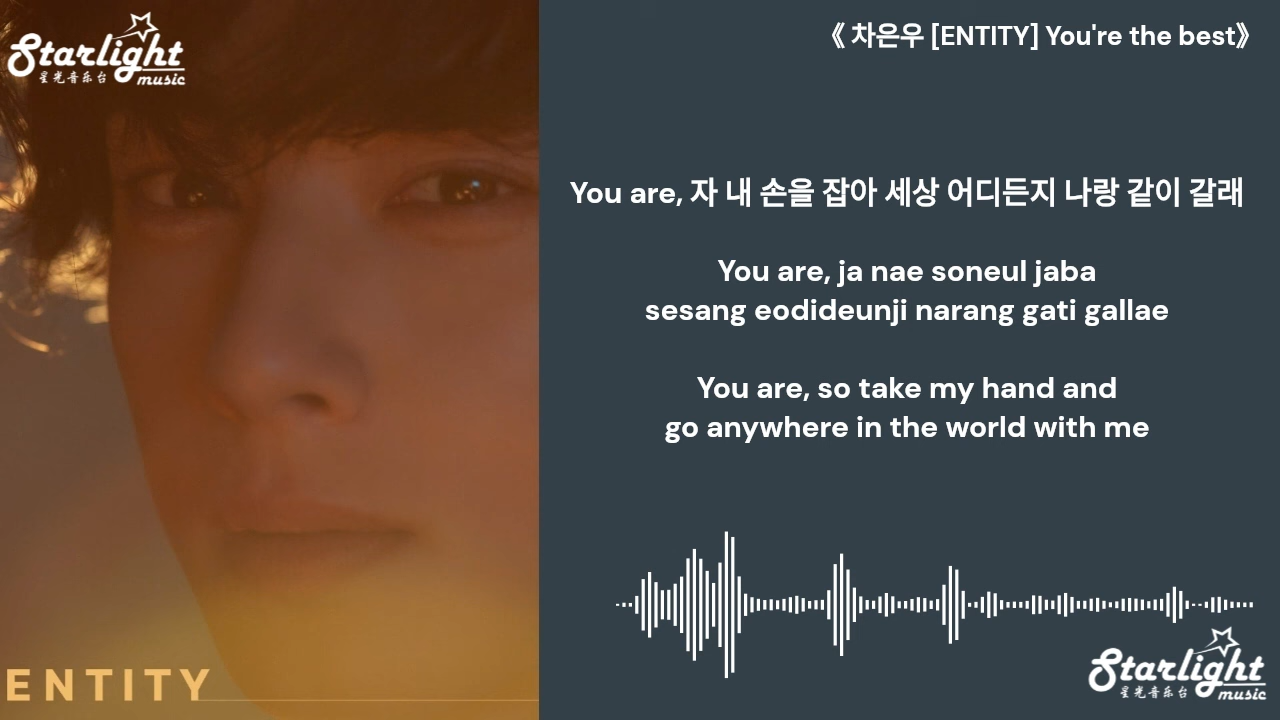 Starlight
星光音乐台 music
《 차은우 [ENTITY] You're the best》
You are, 자 내 손을 잡아 세상 어디든지 나랑 같이 갈래
You are, ja nae soneul jaba
sesang eodideunji narang gati gallae
You are, so take my hand and
go anywhere in the world with me
ENTITY
Starlight
星光音乐台 music